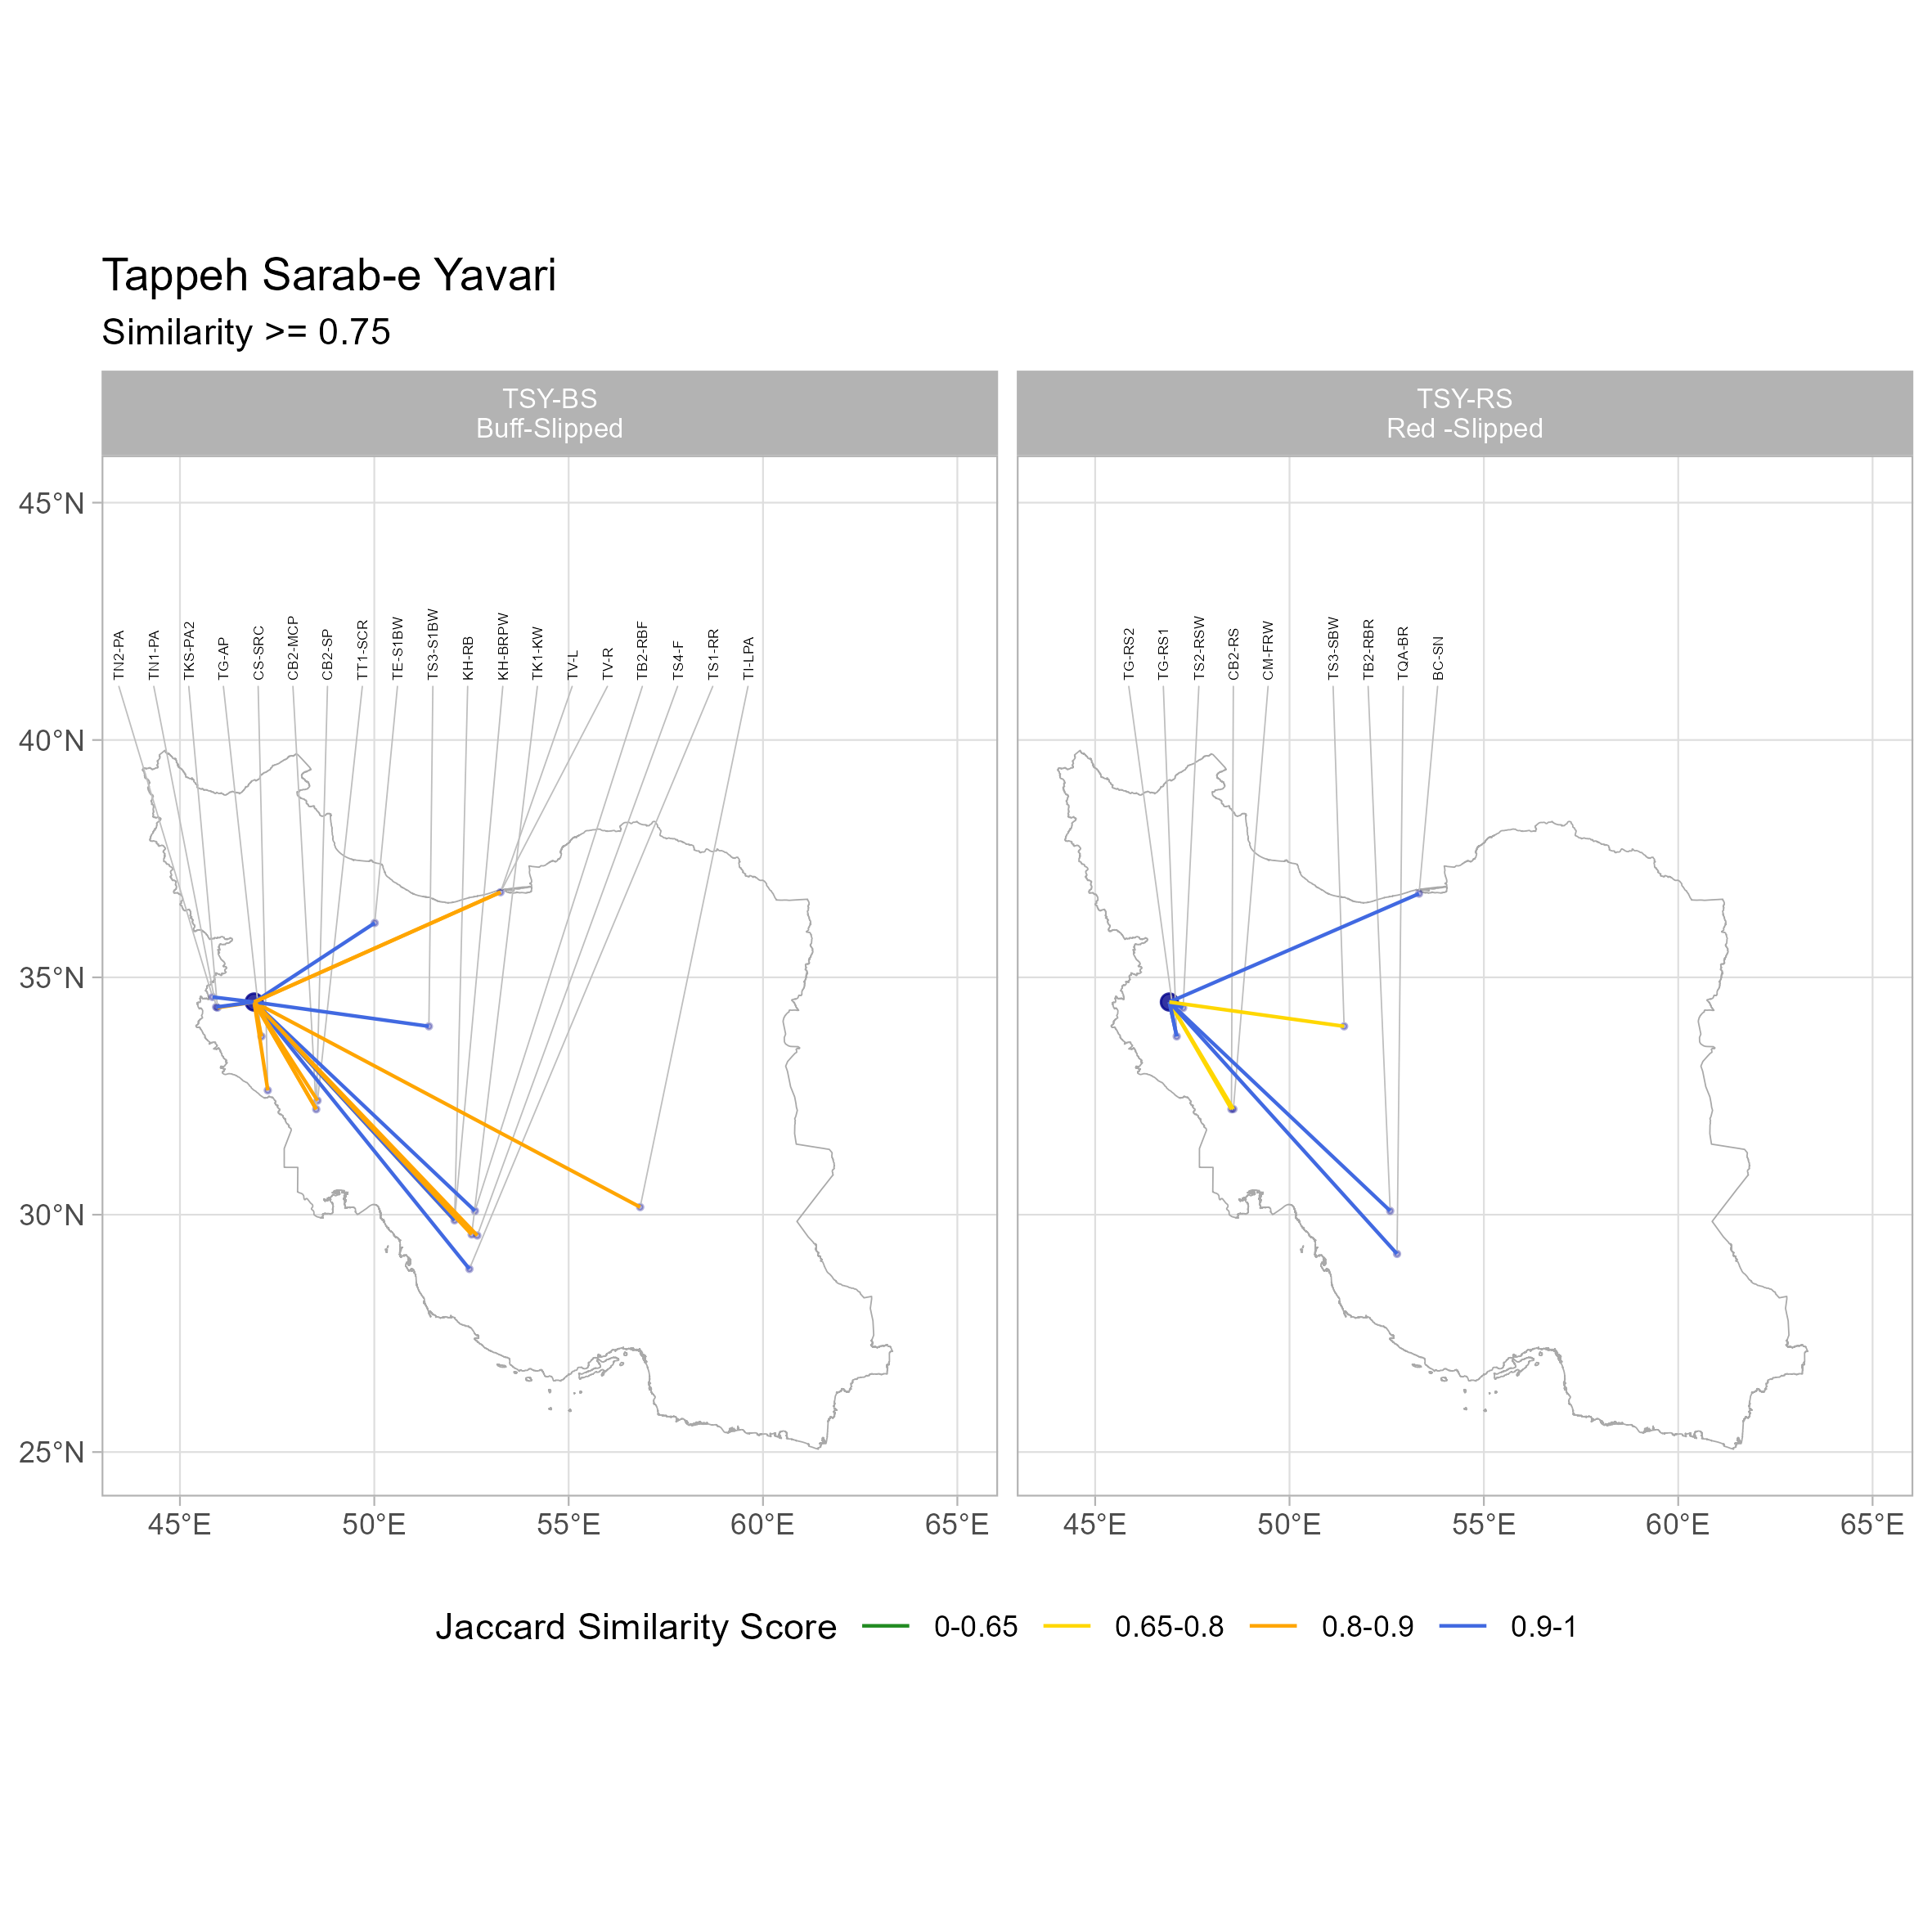 Tappeh Sarab-e Yavari
Similarity >= 0.75
TSY-BS
Buff-Slipped
TSY-RS
Red -Slipped
45°N
40°N
35°N
30°N
25°N
TN2-PA
TN1-PA
TKS-PA2
TG-AP
CS-SRC
CB2-MCP
CB2-SP
TT1-SCR
TE-S1BW
TS3-S1BW
KH-RB
KH-BRPW
TK1-KW
TV-L
TV-R
TB2-RBF
TS4-F
TS1-RR
TI-LPA
TG-RS2
TG-RS1
TS2-RSW
CB2-RS
CM-FRW
TS3-SBW
TB2-RBR
TQA-BR
BC-SN
45°E 50°E 55°E 60°E 65°E
45°E 50°E 55°E 60°E 65°E
Jaccard Similarity Score 0-0.65 0.65-0.8 0.8-0.9 0.9-1